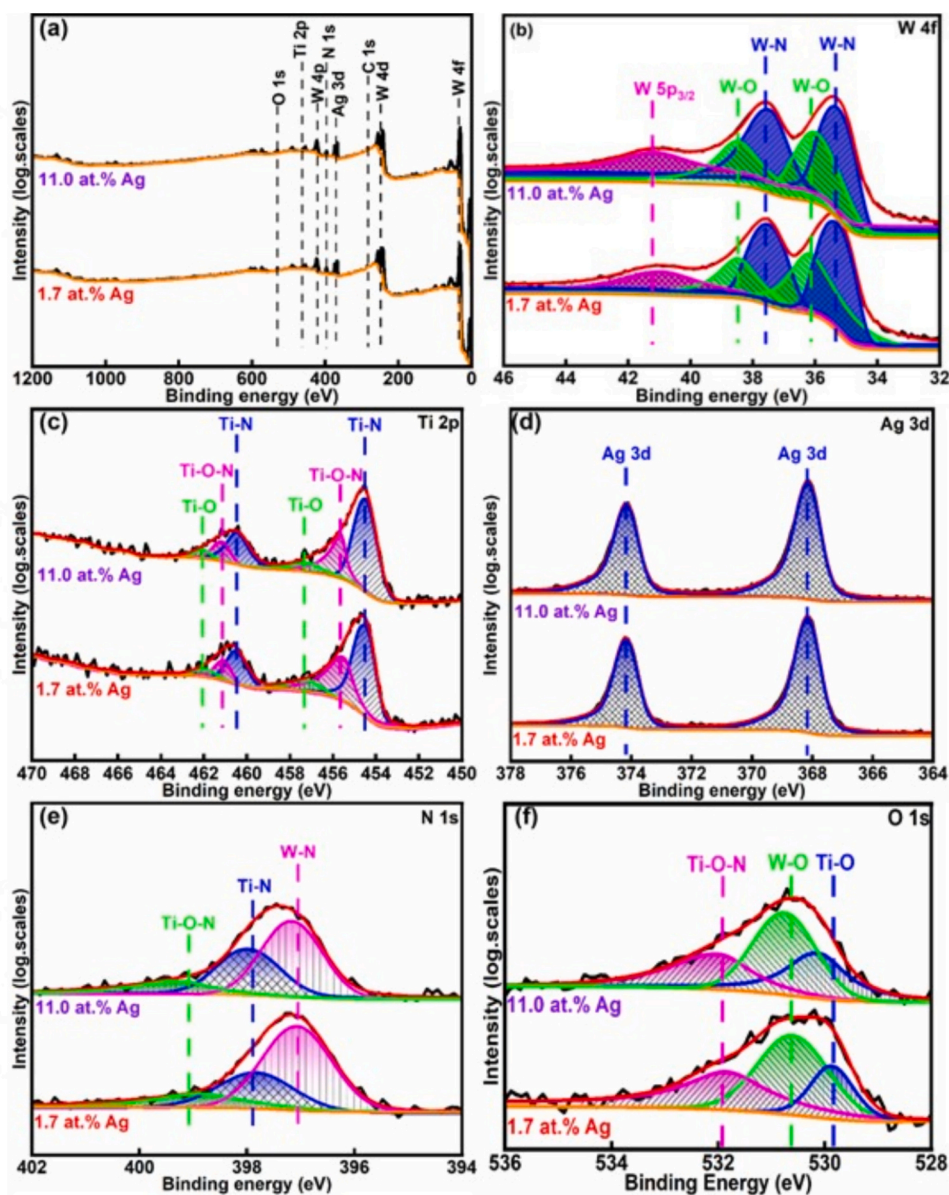 (a)
O 1s
Ti 2p
W 4p
N 1s
Ag 3d
C 1s
W 4d
W 4f
11.0 at.% Ag
1.7 at.% Ag
Intensity (log.scales)
1200 1000 800 600 400 200 0
Binding energy (eV)
(b)
W 4f
W-N W-N
W 5p3/2 W-O W-O
11.0 at.% Ag
1.7 at.% Ag
Intensity (log.scales)
46 44 42 40 38 36 34 32
Binding energy (eV)
(c)
Ti-N Ti-N Ti 2p
Ti-O-N Ti-O-N
Ti-O Ti-O
11.0 at.% Ag
1.7 at.% Ag
Intensity (log.scales)
470 468 466 464 462 460 458 456 454 452 450
Binding energy (eV)
(d)
Ag 3d
Ag 3d Ag 3d
11.0 at.% Ag
1.7 at.% Ag
Intensity (log.scales)
378 376 374 372 370 368 366 364
Binding energy (eV)
(e)
N 1s
W-N
Ti-N
Ti-O-N
11.0 at.% Ag
1.7 at.% Ag
Intensity (log.scales)
402 400 398 396 394
Binding energy (eV)
(f)
O 1s
Ti-O-N W-O Ti-O
11.0 at.% Ag
1.7 at.% Ag
Intensity (log.scales)
536 534 532 530 528
Binding Energy (eV)